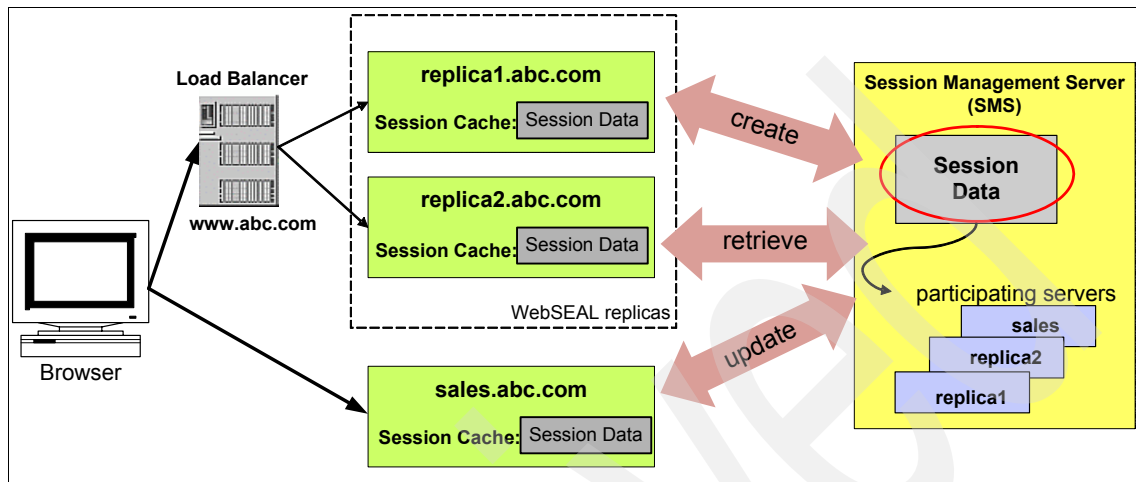 Load Balancer
www.abc.com
Browser
replica1.abc.com
Session Cache: Session Data
replica2.abc.com
Session Cache: Session Data
WebSEAL replicas
sales.abc.com
Session Cache: Session Data
create
retrieve
update
Session Management Server
(SMS)
Session
Data
participating servers
sales
replica2
replica1